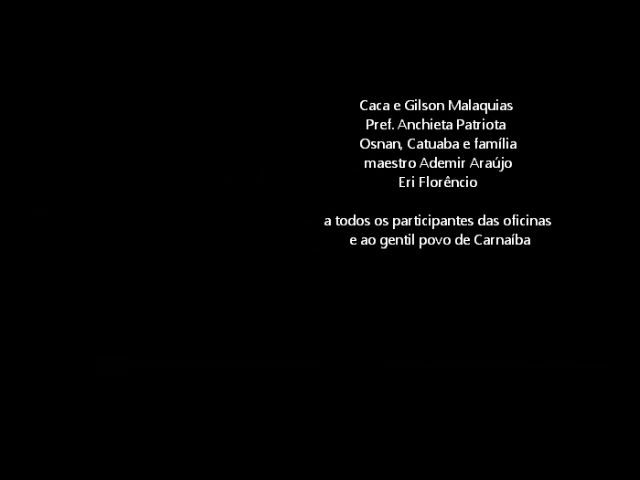 Caca e Gilson Malaquias
Pref. Anchieta Patriota
Osnan, Catuaba e família
maestro Ademir Araújo
Eri Florêncio
a todos os participantes das oficinas
e ao gentil povo de Carnaíba